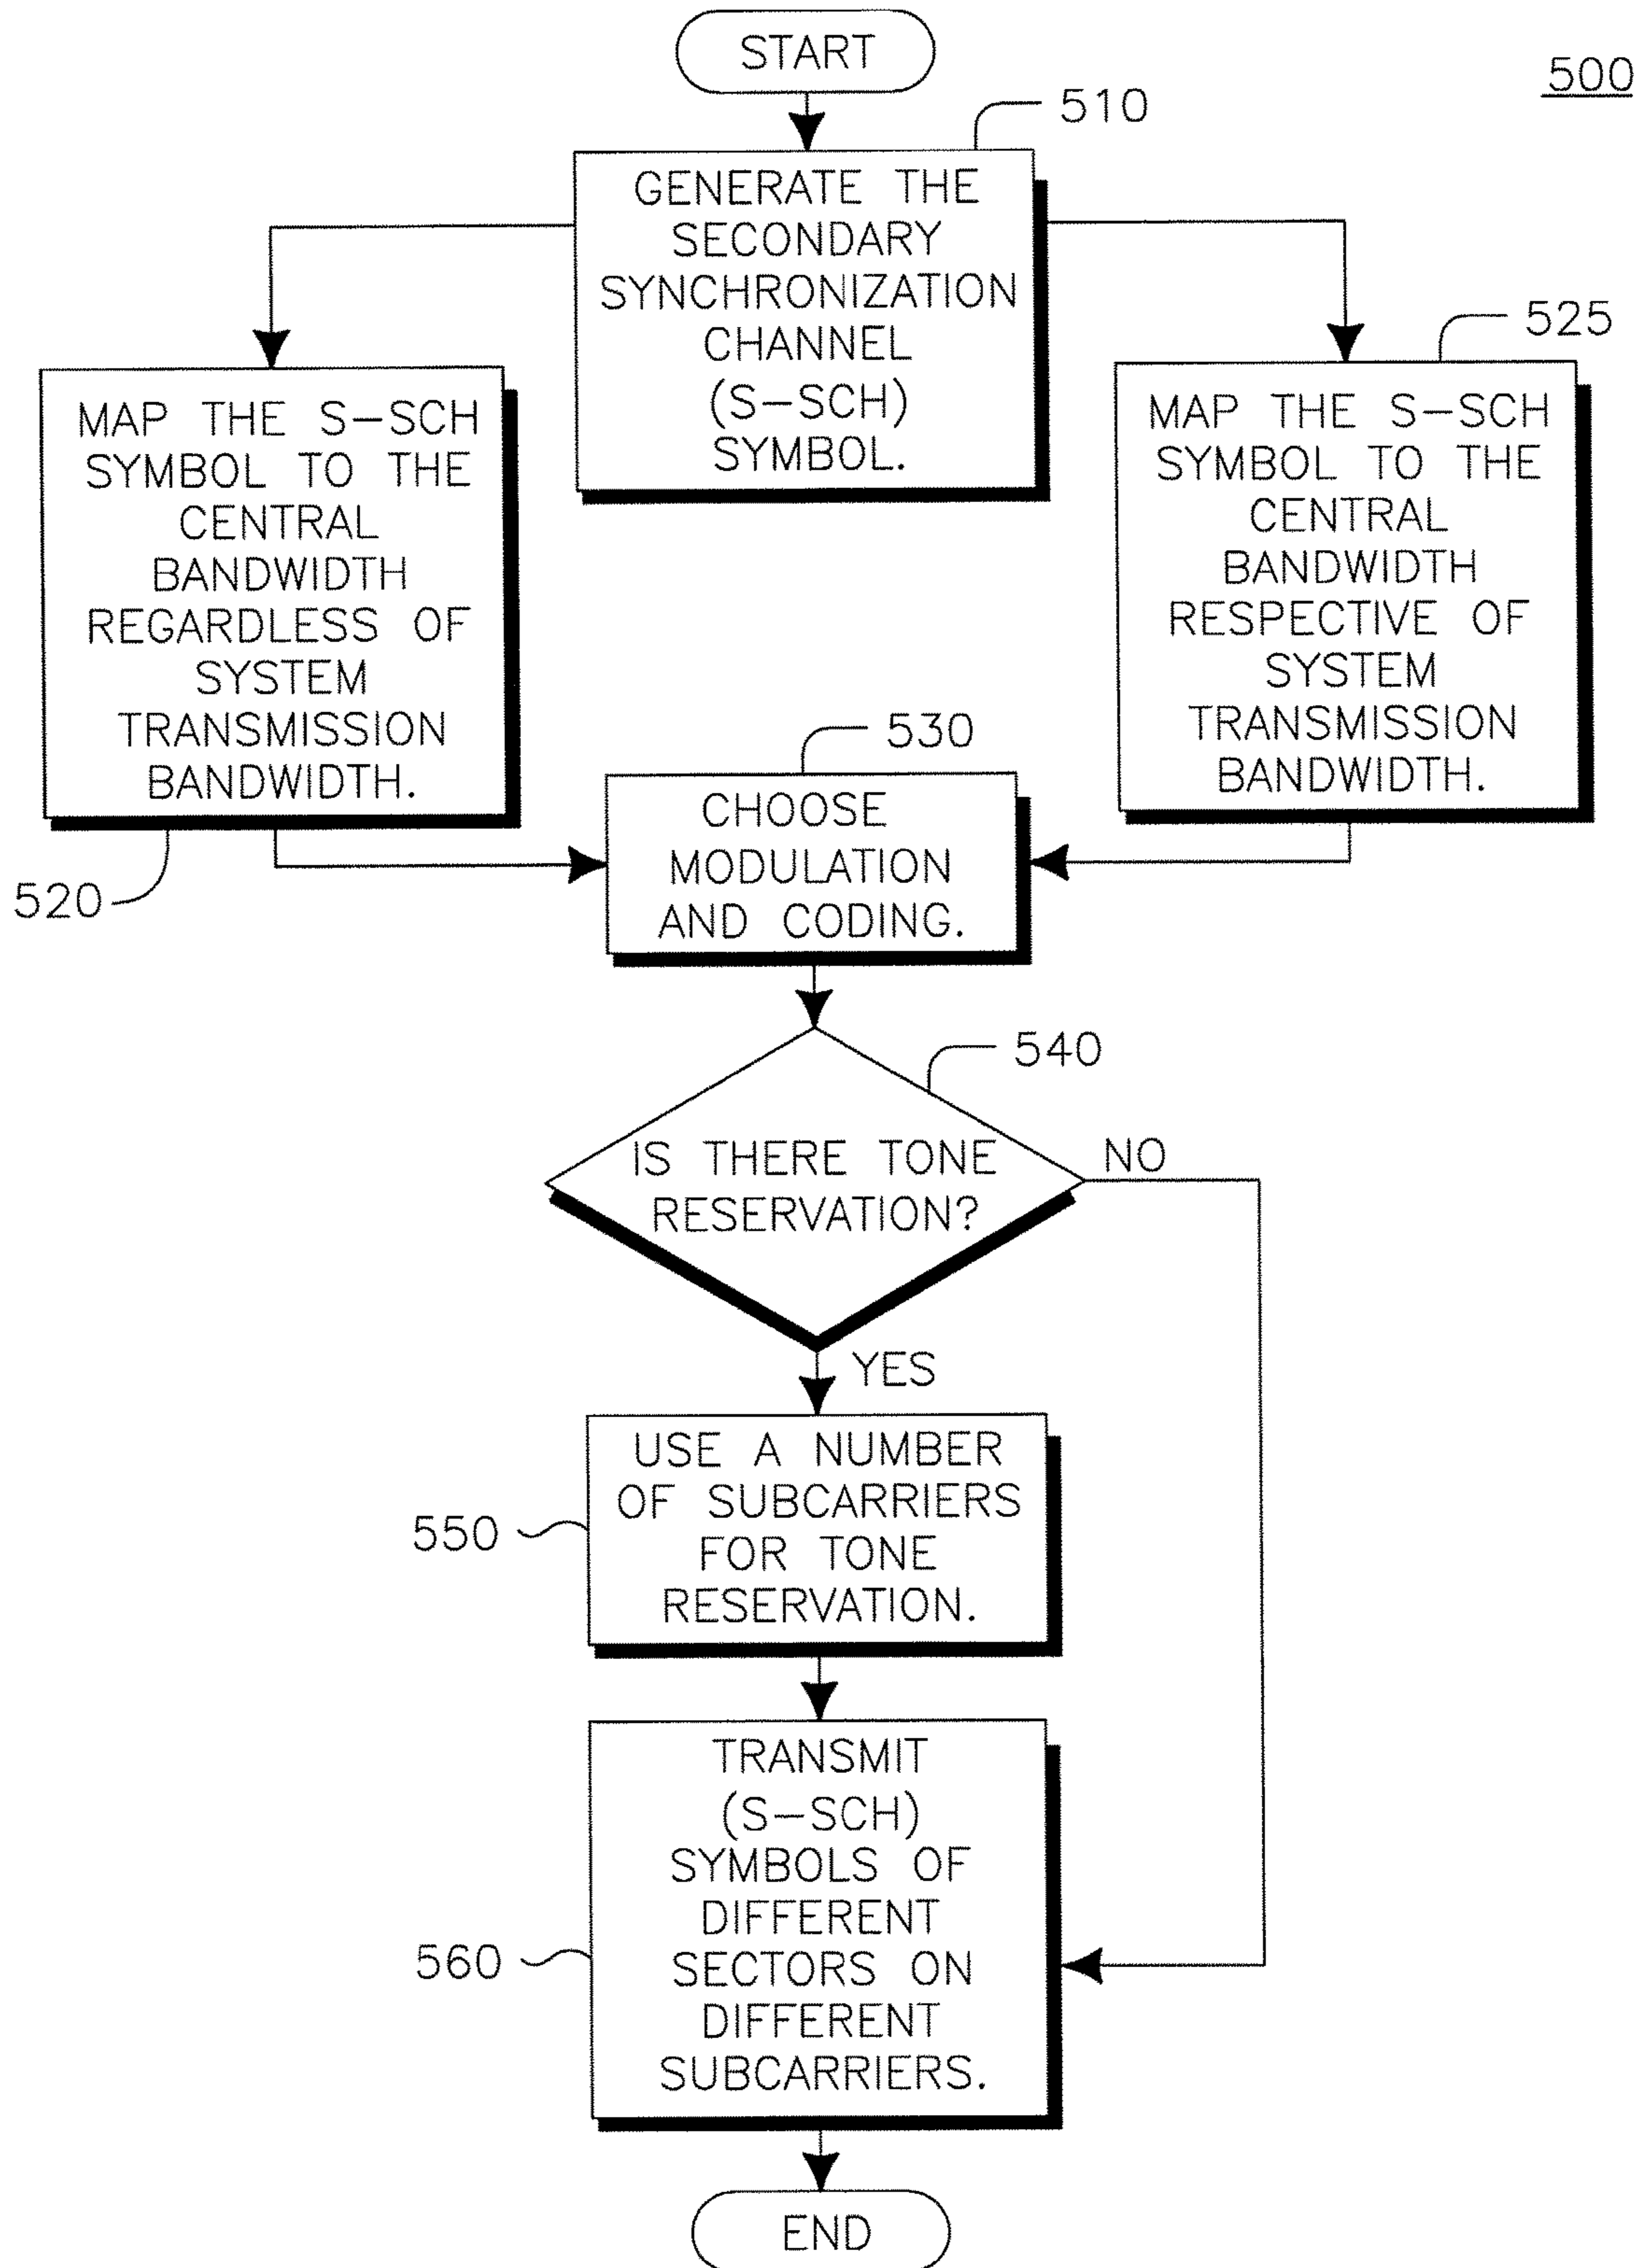 START
500
510
GENERATE THE
SECONDARY
SYNCHRONIZATION
CHANNEL
(S-SCH)
SYMBOL.
525
MAP THE S-SCH
SYMBOL TO THE
CENTRAL
BANDWIDTH
REGARDLESS OF
SYSTEM
TRANSMISSION
BANDWIDTH.
520
MAP THE S-SCH
SYMBOL TO THE
CENTRAL
BANDWIDTH
RESPECTIVE OF
SYSTEM
TRANSMISSION
BANDWIDTH.
530
CHOOSE
MODULATION
AND CODING.
540
IS THERE TONE
RESERVATION?
NO
YES
USE A NUMBER
OF SUBCARRIERS
FOR TONE
RESERVATION.
550
TRANSMIT
(S-SCH)
SYMBOLS OF
DIFFERENT
SECTORS ON
DIFFERENT
SUBCARRIERS.
560
END